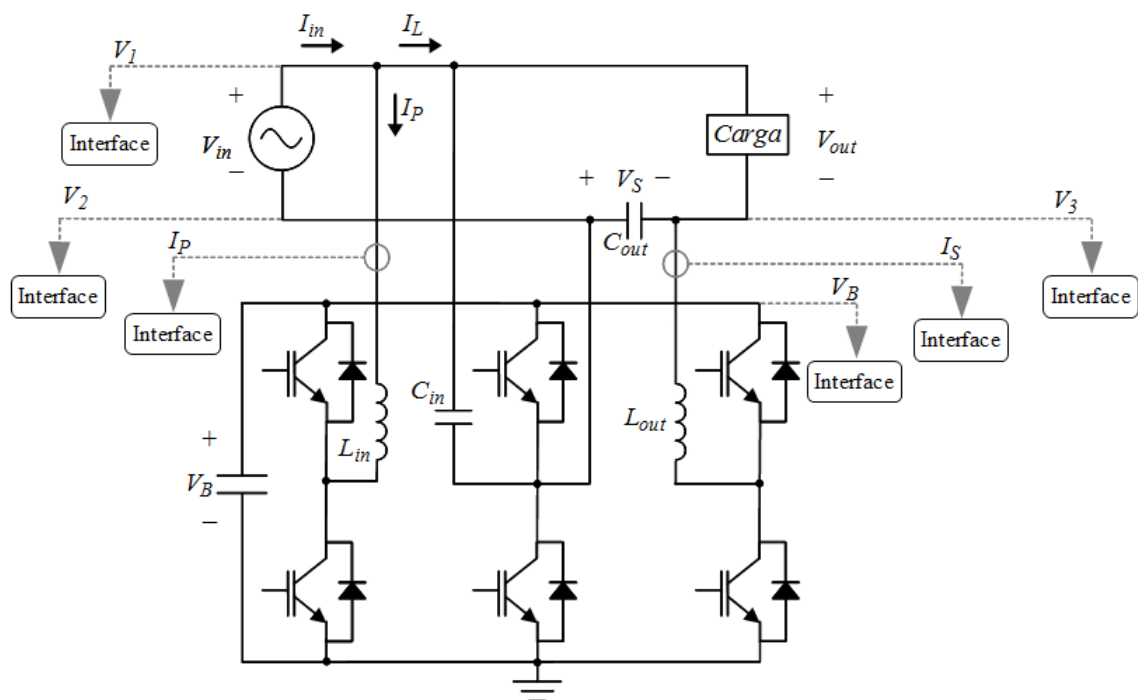 I_in
I_L
V_1
+
I_P
+
Interface
V_in
Carga
V_out
−
−
V_2
+
V_S
−
V_3
C_out
I_P
I_S
Interface
V_B
Interface
Interface
Interface
Interface
C_in
L_out
+
L_in
V_B
−